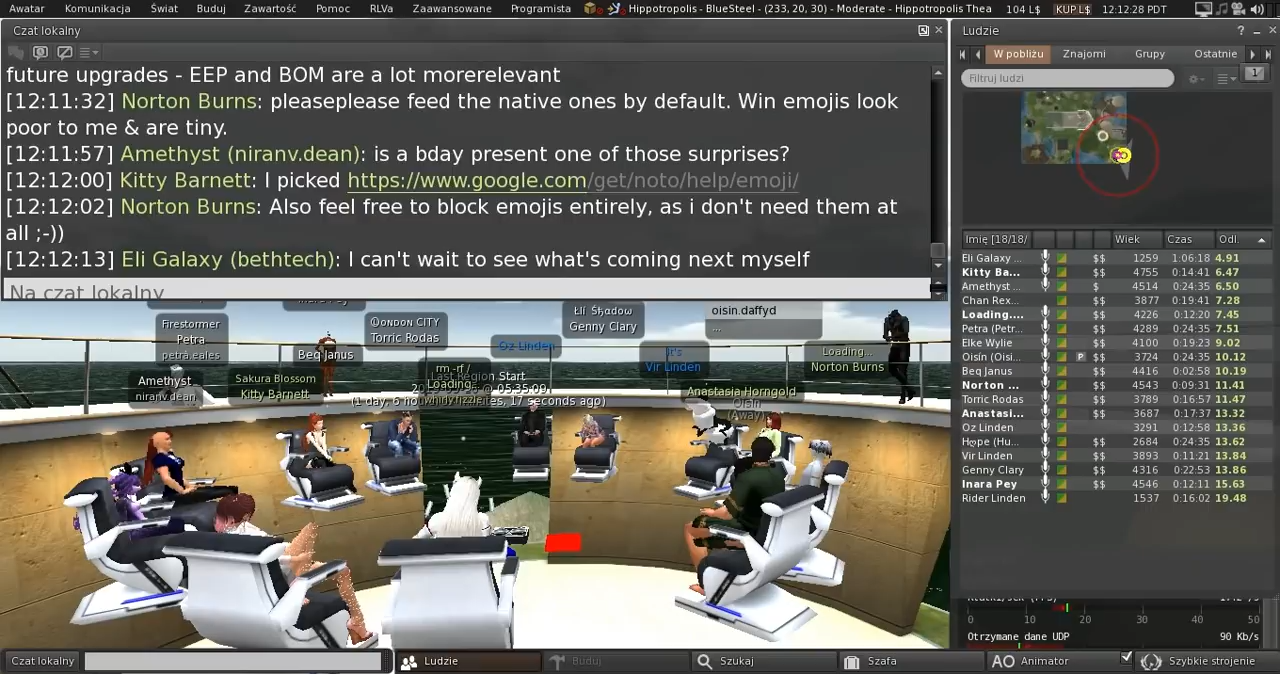 Awatar Komunikacja Świat Buduj Zawartość Pomoc RLVa Zaawansowane Programista Hippotropolis - BlueSteel - (233, 20, 30) - Moderate - Hippotropolis Thea 104 L$ KUP L$ 12:12:28 PDT
Czat lokalny
future upgrades - EEP and BOM are a lot morerelevant
[12:11:32] Norton Burns: pleaseplease feed the native ones by default. Win emojis look
poor to me & are tiny.
[12:11:57] Amethyst (niranv.dean): is a bday present one of those surprises?
[12:12:00] Kitty Barnett: I picked https://www.google.com/get/noto/help/emoji/
[12:12:02] Norton Burns: Also feel free to block emojis entirely, as i don't need them at
all ;-))
[12:12:13] Eli Galaxy (bethtech): I can't wait to see what's coming next myself
Na czat lokalny
Firestormer
Petra
petra.eales
ⓁONDON CITY
Torric Rodas
Genny Clary
oisin.daffyd
...
Beq Janus
Oz Linden
It's
Vir Linden
Loading...
Norton Burns
Amethyst
niranv.dean
Sakura Blossom
Kitty Barnett
rm -rf /
Loading
Last Region Start
17 seconds ago)
Anastasia Horngold
Oisin
(Away)
Ludzie
? _ ×
W pobliżu Znajomi Grupy Ostatnie
1
Filtruj ludzi
Imię [18/18/ Wiek Czas Odl.
Eli Galaxy ... $$ 1259 1:06:18 4.91
Kitty Ba... $$ 4755 0:14:41 6.47
Amethyst ... $ 4514 0:24:35 6.50
Chan Rex... $$ 3877 0:19:41 7.28
Loading.... $$ 4226 0:12:20 7.45
Petra (Petr... $$ 4289 0:24:35 7.51
Elke Wylie $$ 4100 0:19:23 9.02
Oisín (Oisi... P $$ 3724 0:24:35 10.12
Beq Janus $$ 4416 0:02:58 10.19
Norton ... $$ 4543 0:09:31 11.41
Torric Rodas $$ 3789 0:16:57 11.47
Anastasi... $$ 3687 0:17:37 13.32
Oz Linden 3291 0:12:58 13.36
Hope (Hu... $$ 2684 0:24:35 13.62
Vir Linden $$ 3893 0:11:21 13.84
Genny Clary $$ 4316 0:22:53 13.86
Inara Pey $$ 4546 0:12:11 15.63
Rider Linden 1537 0:16:02 19.48
0 10 20 30 40 50
Otrzymane dane UDP 90 Kb/s
Czat lokalny Ludzie Buduj Szukaj Szafa AO Animator Szybkie strojenie